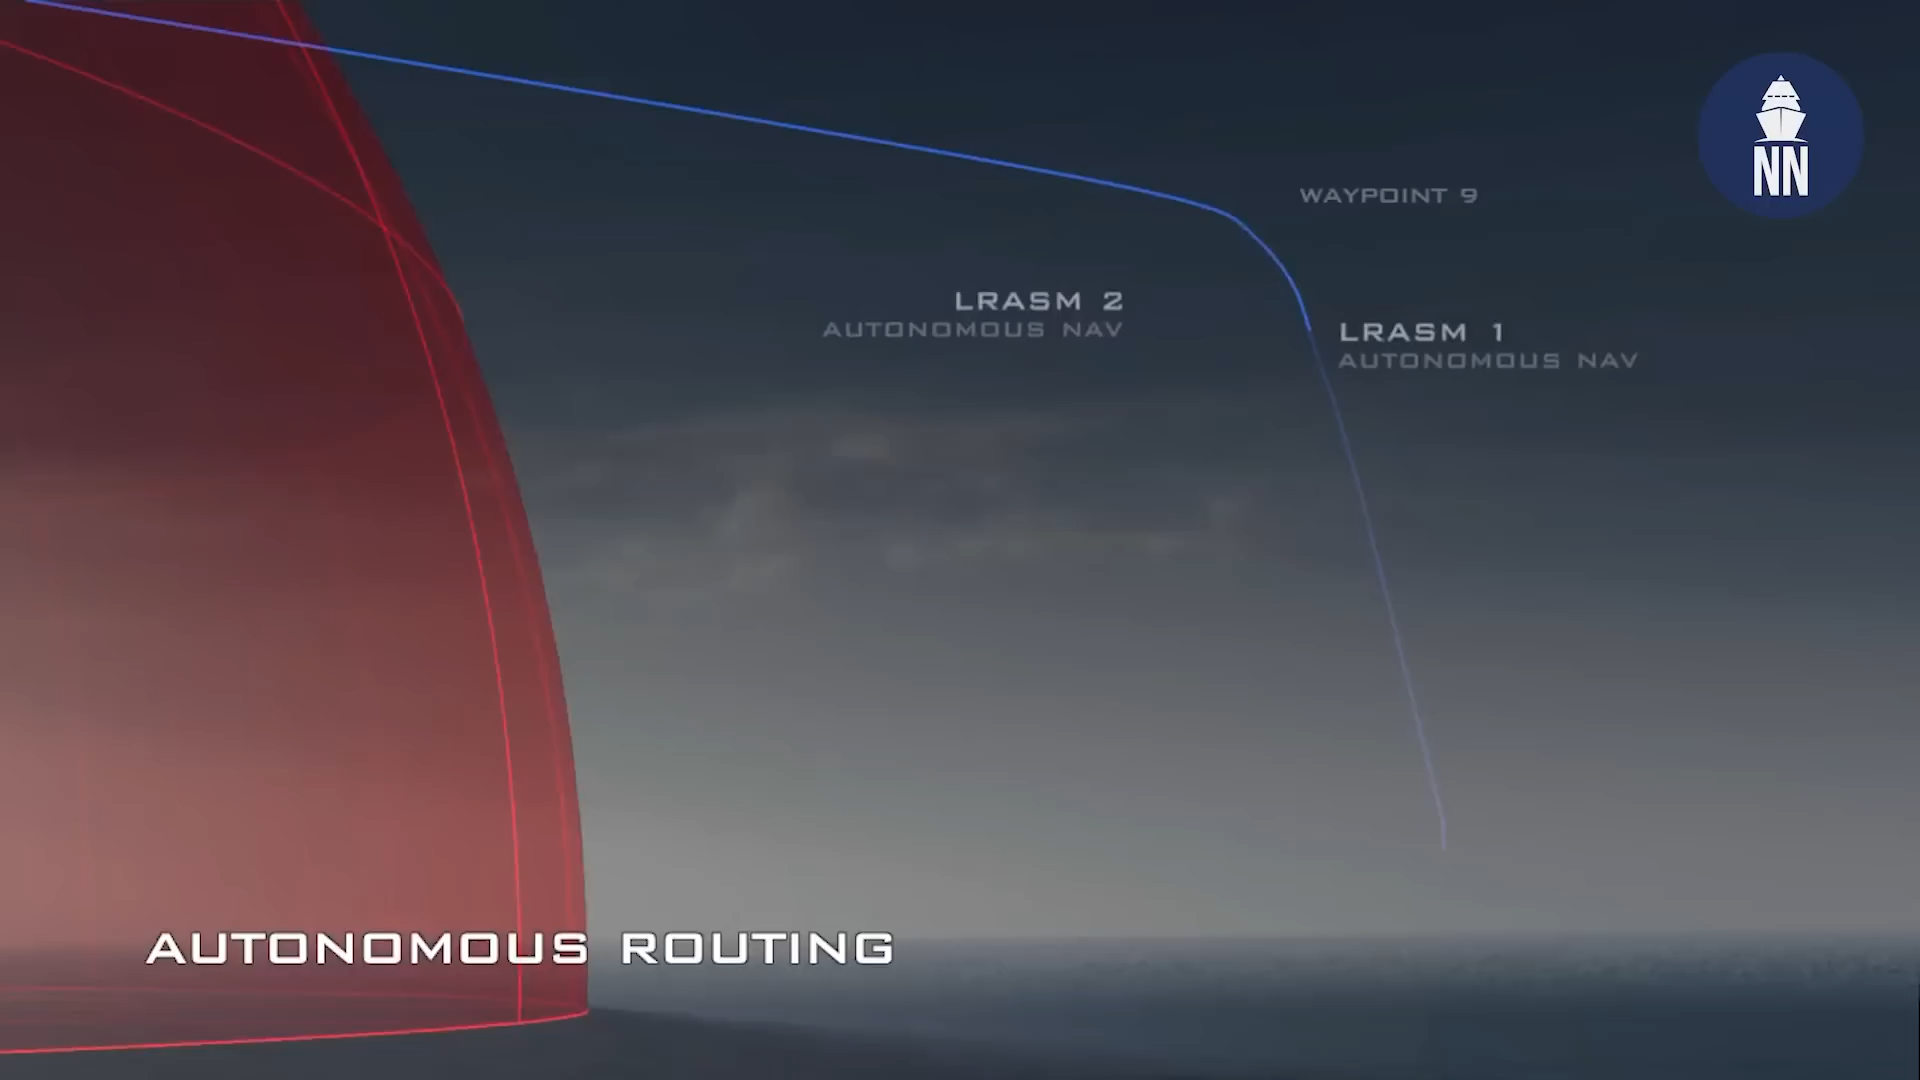 NN
WAYPOINT 9
LRASM 2
AUTONOMOUS NAV
LRASM 1
AUTONOMOUS NAV
AUTONOMOUS ROUTING